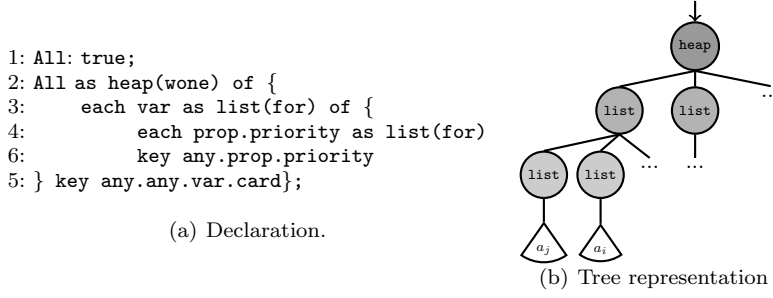 1: All: true;
2: All as heap(wone) of {
3: each var as list(for) of {
4: each prop.priority as list(for)
6: key any.prop.priority
5: } key any.any.var.card};
(a) Declaration.
heap
list list ..
list list ... ...
a_j a_i
(b) Tree representation